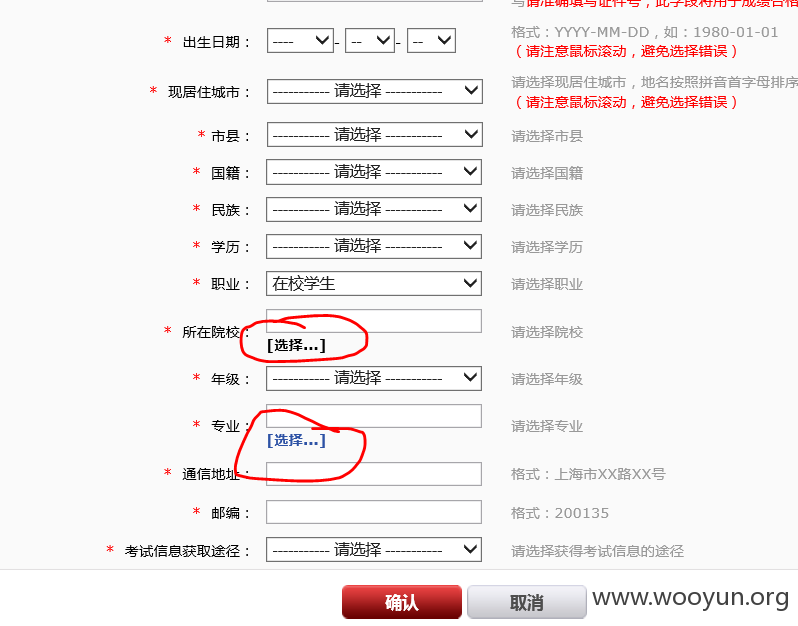 写请准确填写证件号，此字段将用于成绩合格
* 出生日期： ---- - -- - -- 格式：YYYY-MM-DD，如：1980-01-01
（请注意鼠标滚动，避免选择错误）
* 现居住城市： ----------- 请选择 ----------- 请选择现居住城市，地名按照拼音首字母排序
（请注意鼠标滚动，避免选择错误）
* 市县： ----------- 请选择 ----------- 请选择市县
* 国籍： ----------- 请选择 ----------- 请选择国籍
* 民族： ----------- 请选择 ----------- 请选择民族
* 学历： ----------- 请选择 ----------- 请选择学历
* 职业： 在校学生 请选择职业
* 所在院校： 请选择院校
[选择...]
* 年级： ----------- 请选择 ----------- 请选择年级
* 专业： 请选择专业
[选择...]
* 通信地址： 格式：上海市XX路XX号
* 邮编： 格式：200135
* 考试信息获取途径： ----------- 请选择 ----------- 请选择获得考试信息的途径
确认 取消 www.wooyun.org